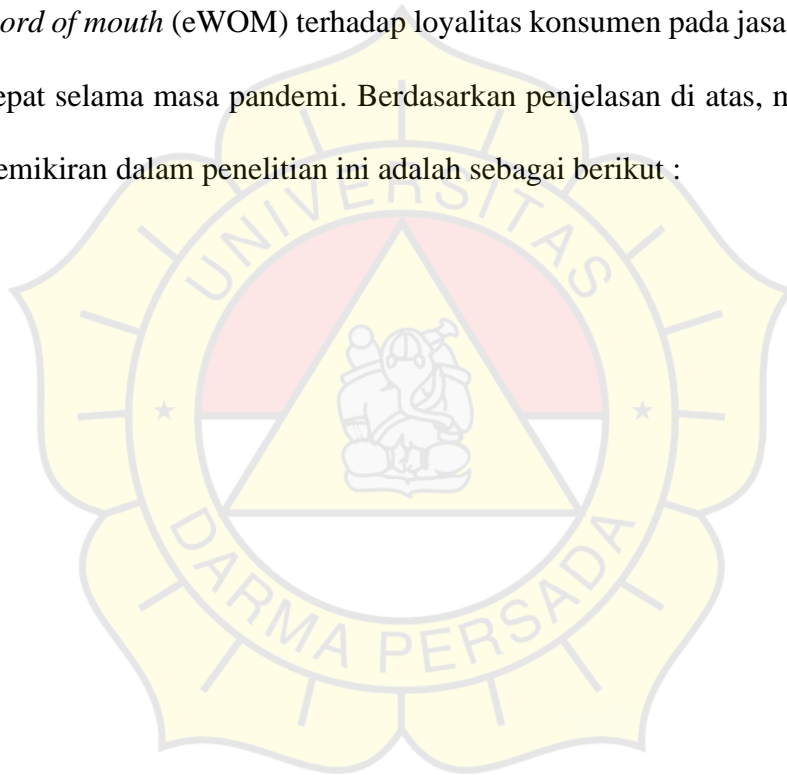 ord of mouth (eWOM) terhadap loyalitas konsumen pada jasa
epat selama masa pandemi. Berdasarkan penjelasan di atas, m
emikiran dalam penelitian ini adalah sebagai berikut :
UNIVERSITAS
DARMA PERSADA